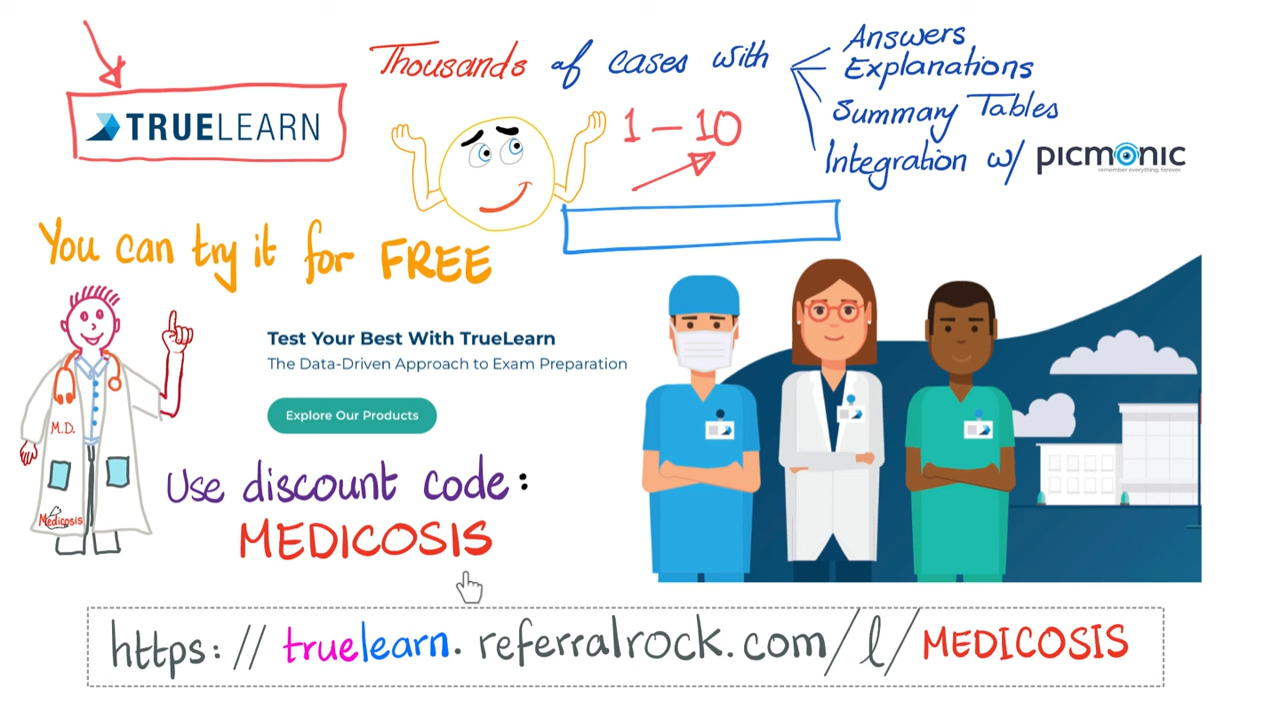 TRUELEARN
Thousands of cases with
Answers
Explanations
Summary Tables
Integration w/ picmonic
remember everything. forever.
1 – 10
You can try it for FREE
Test Your Best With TrueLearn
The Data-Driven Approach to Exam Preparation
Explore Our Products
M.D.
Medicosis
Use discount code:
MEDICOSIS
https://truelearn.referralrock.com/l/MEDICOSIS